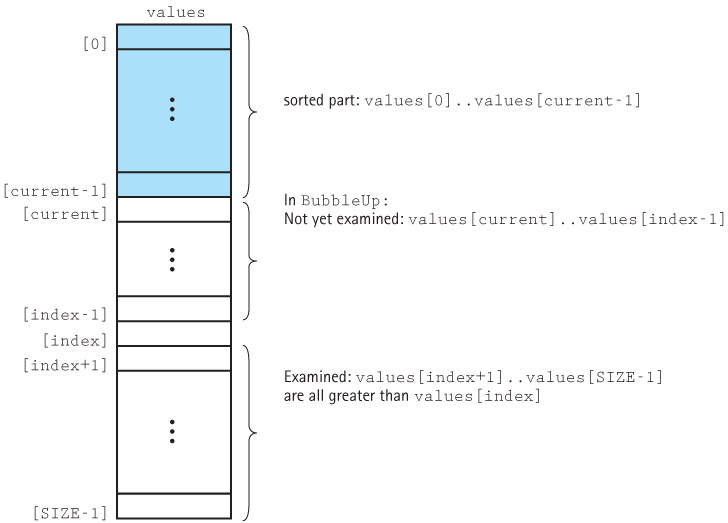 values
[0]
sorted part: values[0]..values[current-1]
[current-1]
[current]
In BubbleUp:
Not yet examined: values[current]..values[index-1]
[index-1]
[index]
[index+1]
Examined: values[index+1]..values[SIZE-1]
are all greater than values[index]
[SIZE-1]